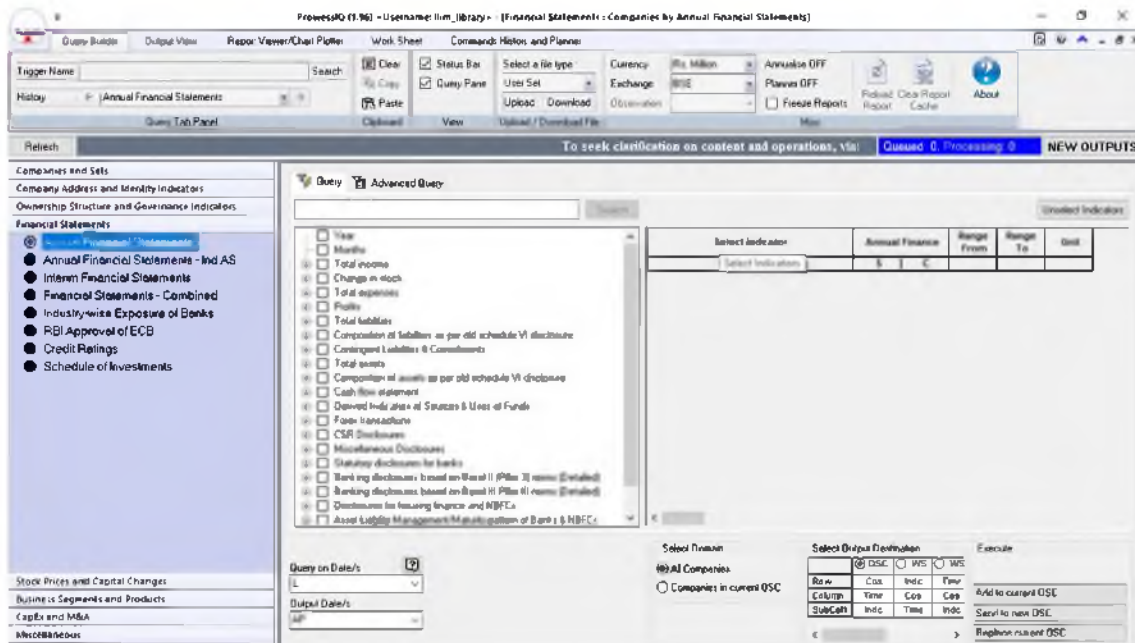 ProwessIQ (1.96) - Username: iim_library - [Financial Statements : Companies by Annual Financial Statements]
Query Builder Output View Report Viewer/Chart Plotter Work Sheet Commands History and Planner
Trigger Name Search
History Annual Financial Statements
Query Tab Panel
Clear
Copy
Paste
Clipboard
Status Bar
Query Pane
View
Select a file type
User Set
Upload Download
Upload / Download File
Currency Rs. Million
Exchange BSE
Observation
Annualise OFF
Planner OFF
Freeze Reports
Reload Report
Clear Report Cache
Misc
About
Refresh To seek clarification on content and operations, via: Queued 0, Processing: 0 NEW OUTPUTS
Companies and Sets
Company Address and Identity Indicators
Ownership Structure and Governance Indicators
Financial Statements
Annual Financial Statements
Annual Financial Statements - Ind AS
Interim Financial Statements
Financial Statements - Combined
Industry-wise Exposure of Banks
RBI Approval of ECB
Credit Ratings
Schedule of Investments
Stock Prices and Capital Changes
Business Segments and Products
CapEx and M&A
Miscellaneous
Query Advanced Query
Search Unselect Indicators
Year
Months
Total income
Change in stock
Total expenses
Profits
Total liabilities
Composition of liabilities as per old schedule VI disclosure
Contingent Liabilities & Commitments
Total assets
Composition of assets as per old schedule VI disclosure
Cash flow statement
Derived Indicators of Sources & Uses of Funds
Forex transactions
CSR Disclosures
Miscellaneous Disclosures
Statutory disclosures for banks
Banking disclosures based on Basel II (Pillar 3) norms (Detailed)
Banking disclosures based on Basel III (Pillar III) norms (Detailed)
Disclosures for housing finance and NBFCs
Asset Liability Management/Maturity pattern of Banks & NBFCs
Select Indicator Annual Finance Range From Range To Unit
Select Indicators S I C
Query on Date/s
L
Output Date/s
AP
Select Domain
All Companies
Companies in current OSC
Select Output Destination
OSC WS WS
Row Cos Indc Time
Column Time Cos Cos
SubCell Indc Time Indc
Execute
Add to current OSC
Send to new OSC
Replace current OSC